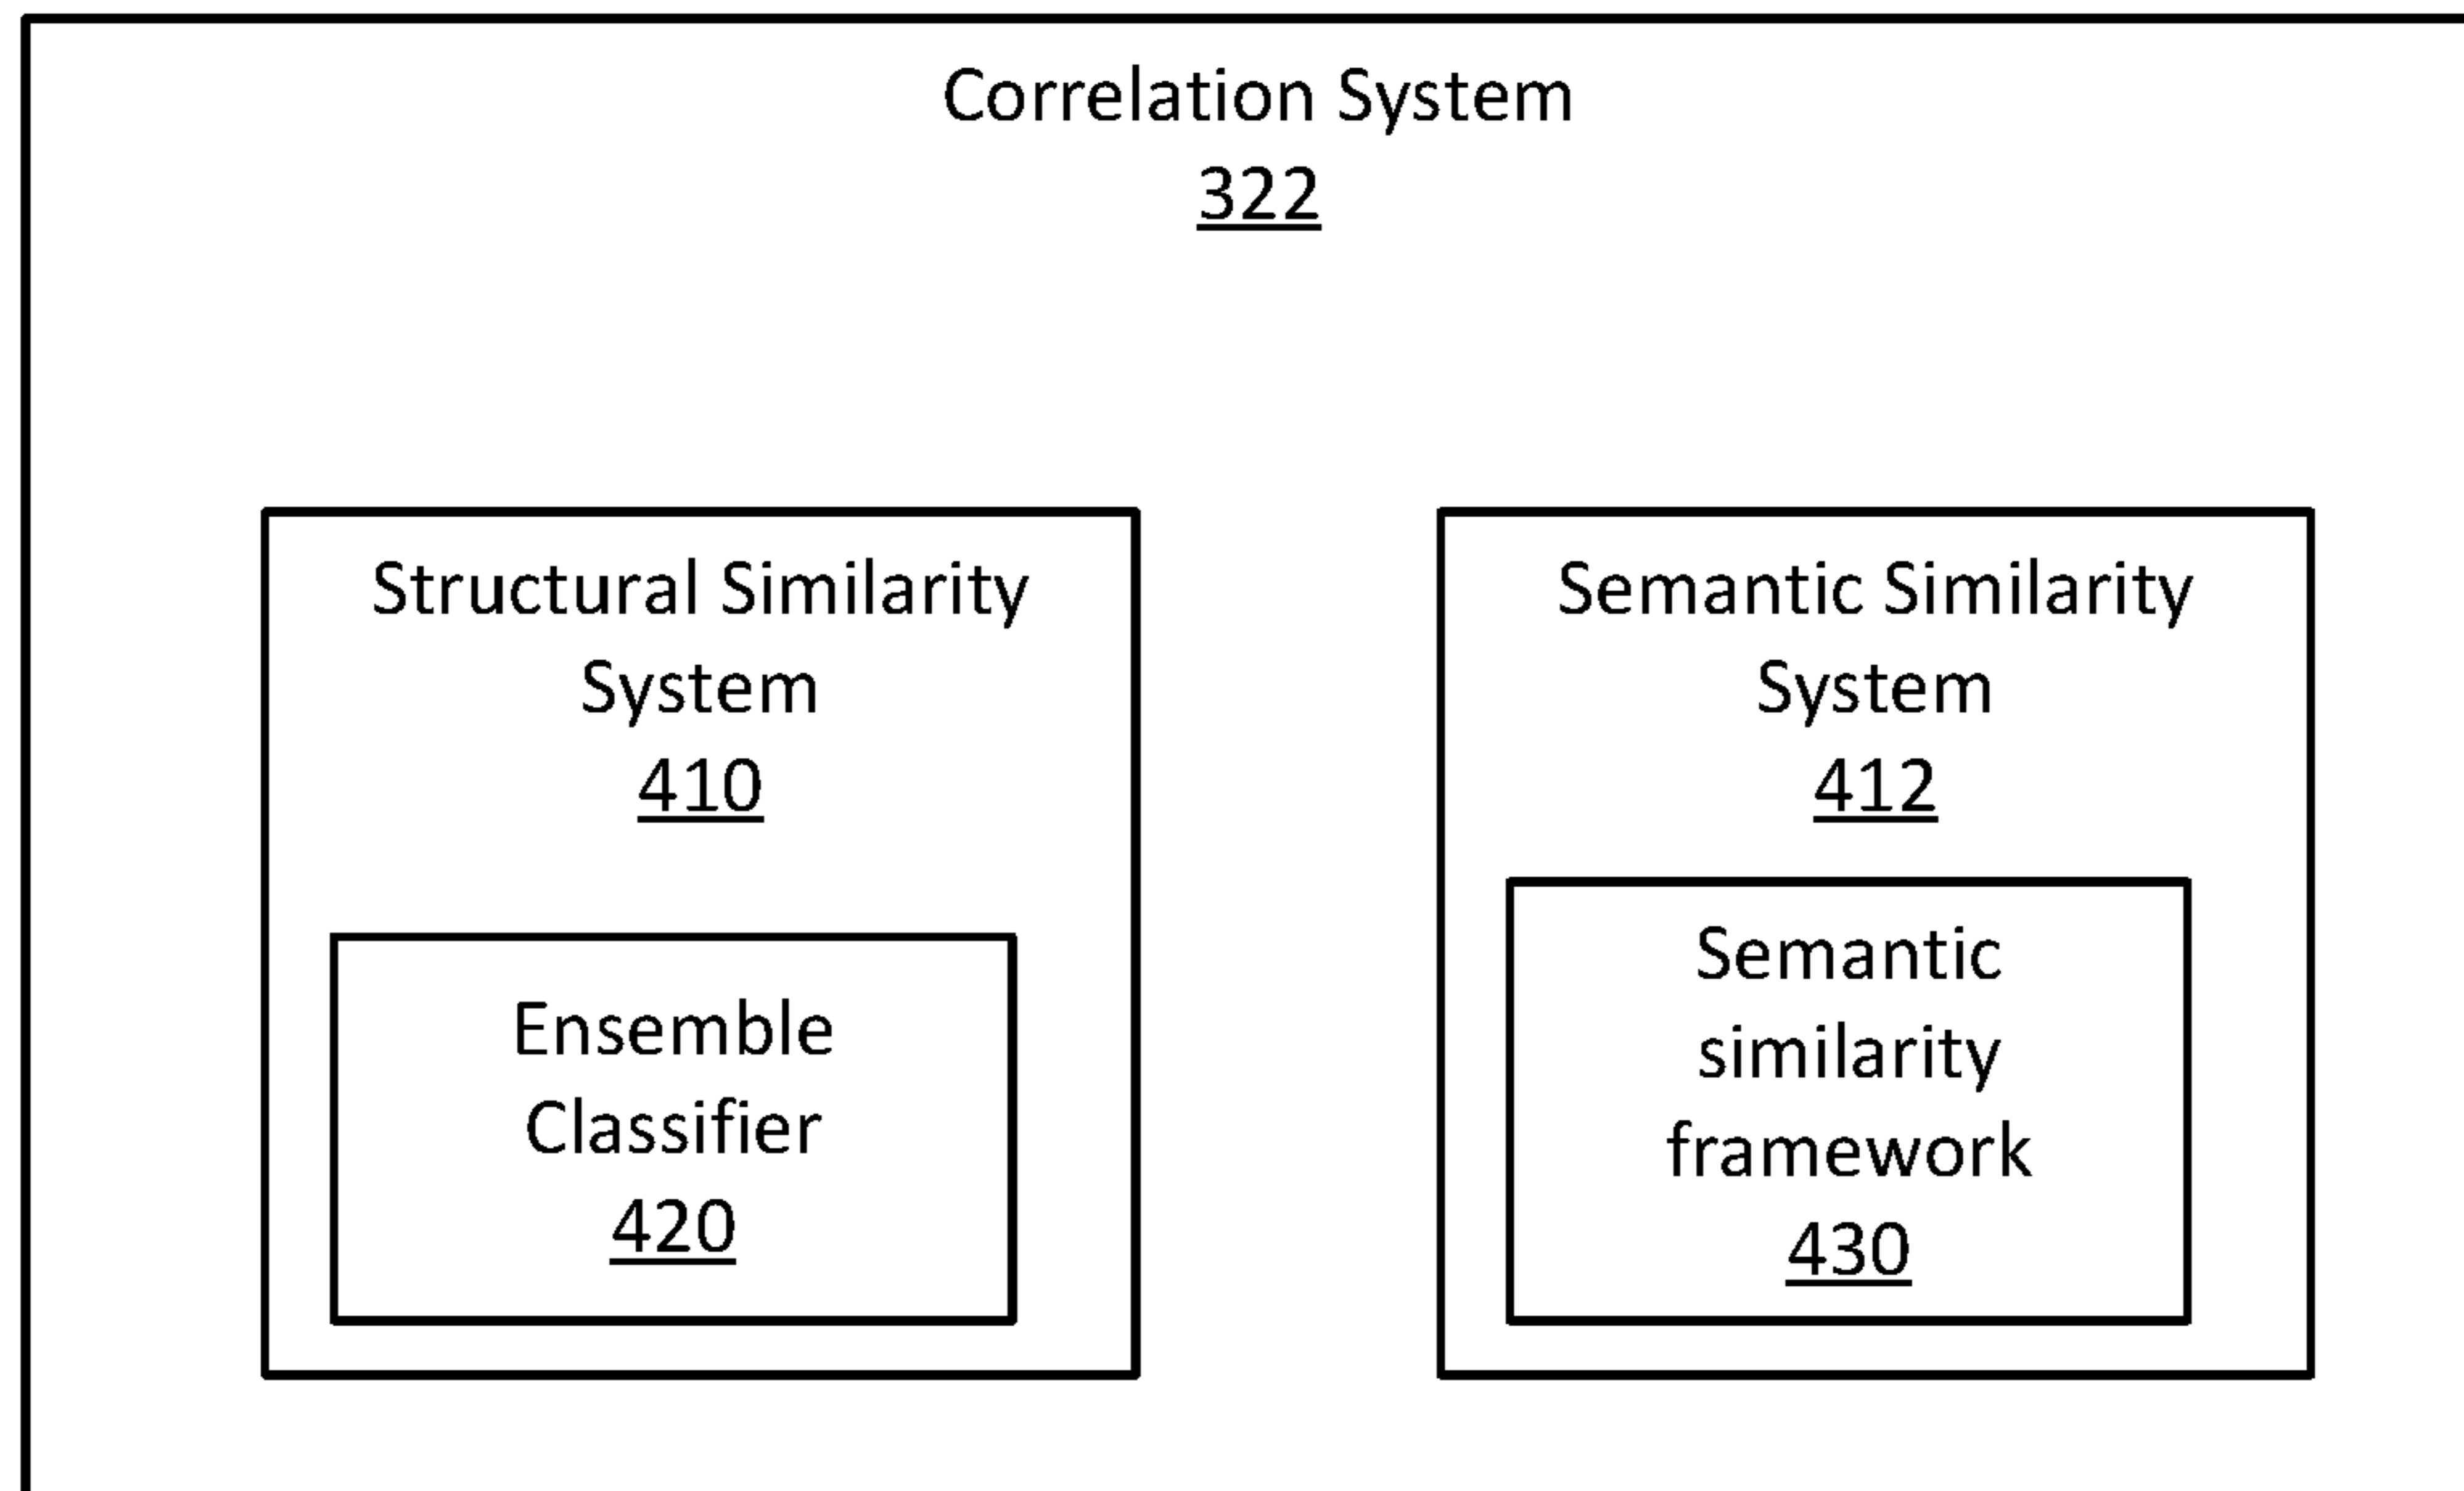 Correlation System
322
Structural Similarity
System
410
Ensemble
Classifier
420
Semantic Similarity
System
412
Semantic
similarity
framework
430